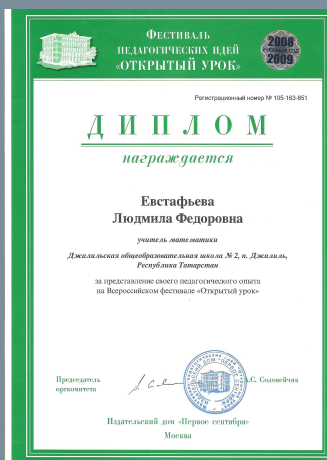 ФЕСТИВАЛЬ
ПЕДАГОГИЧЕСКИХ ИДЕЙ
«ОТКРЫТЫЙ УРОК»
2008
УЧЕБНЫЙ ГОД
2009
Регистрационный номер № 105-163-851
ДИПЛОМ
награждается
Евстафьева
Людмила Федоровна
учитель математики
Джалильская общеобразовательная школа № 2, п. Джалиль,
Республика Татарстан
за представление своего педагогического опыта
на Всероссийском фестивале «Открытый урок»
Председатель
оргкомитета
А.С. Соловейчик
Издательский дом «Первое сентября»
Москва